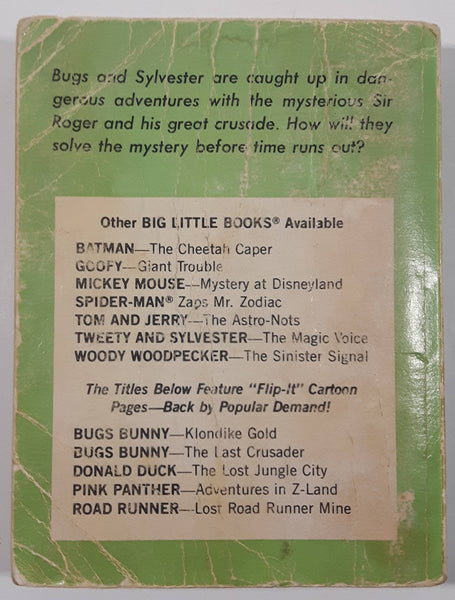 Bugs and Sylvester are caught up in dan-
gerous adventures with the mysterious Sir
Roger and his great crusade. How will they
solve the mystery before time runs out?
Other BIG LITTLE BOOKS® Available
BATMAN—The Cheetah Caper
GOOFY—Giant Trouble
MICKEY MOUSE—Mystery at Disneyland
SPIDER-MAN® Zaps Mr. Zodiac
TOM AND JERRY—The Astro-Nots
TWEETY AND SYLVESTER—The Magic Voice
WOODY WOODPECKER—The Sinister Signal
The Titles Below Feature "Flip-It" Cartoon
Pages—Back by Popular Demand!
BUGS BUNNY—Klondike Gold
BUGS BUNNY—The Last Crusader
DONALD DUCK—The Lost Jungle City
PINK PANTHER—Adventures in Z-Land
ROAD RUNNER—Lost Road Runner Mine